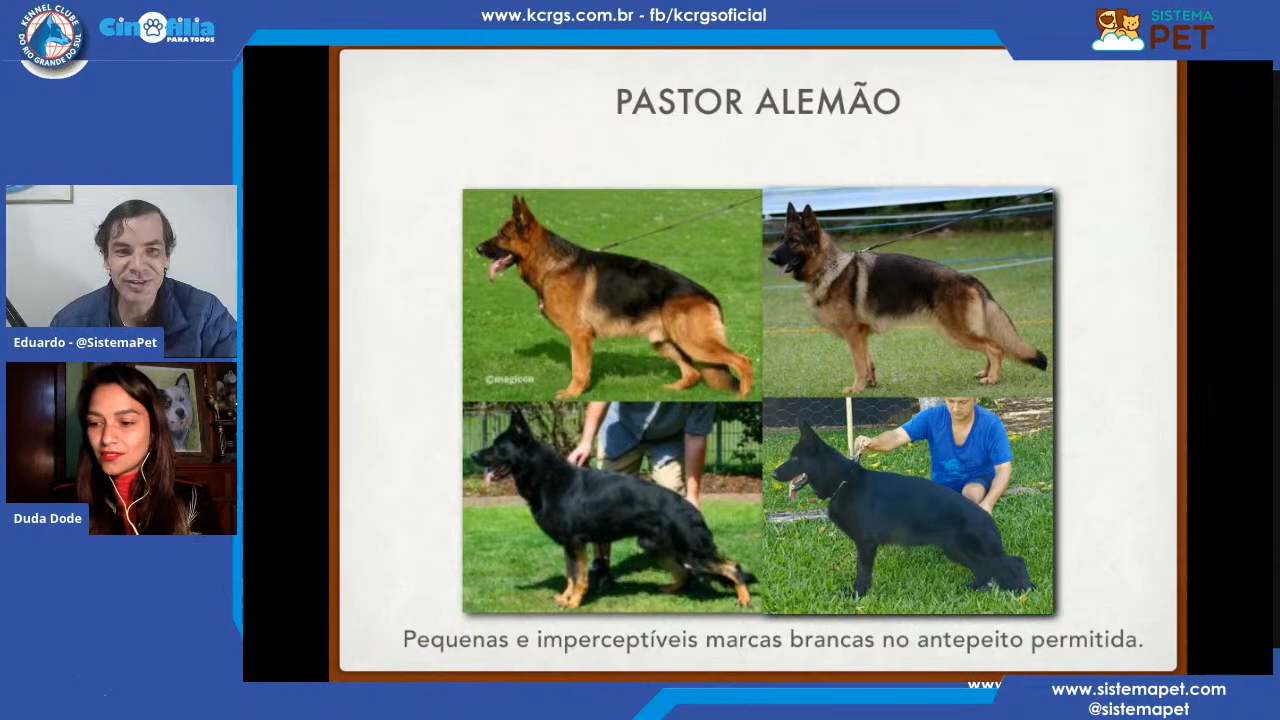 www.kcrgs.com.br - fb/kcrgsoficial
KENNEL CLUBE
DO RIO GRANDE DO SUL
Cinofilia
PARA TODOS
SISTEMA
PET
PASTOR ALEMÃO
©magicon
Eduardo - @SistemaPet
Duda Dode
Pequenas e imperceptíveis marcas brancas no antepeito permitida.
www
www.sistemapet.com
@sistemapet